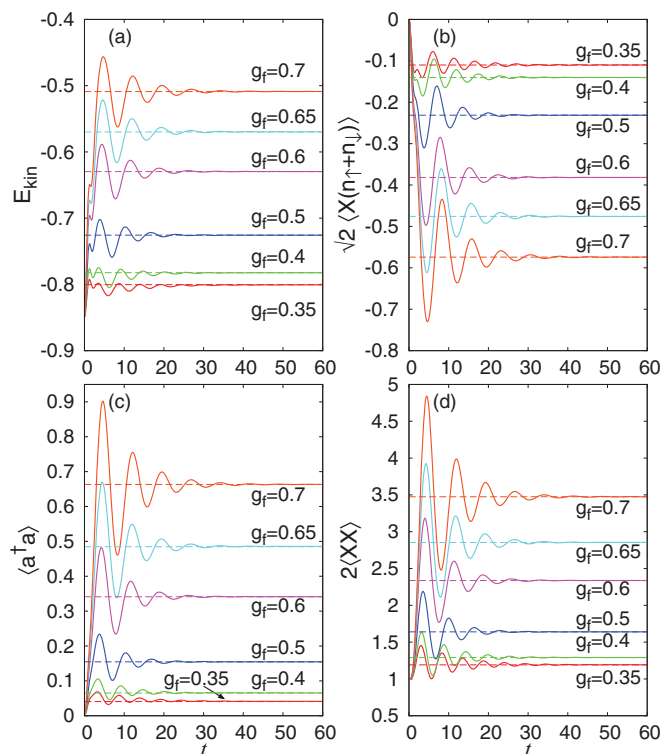 (a)
-0.4
-0.5
-0.6
-0.7
-0.8
-0.9
E_kin
g_f=0.7
g_f=0.65
g_f=0.6
g_f=0.5
g_f=0.4
g_f=0.35
0 10 20 30 40 50 60
(b)
0
-0.1
-0.2
-0.3
-0.4
-0.5
-0.6
-0.7
-0.8
√2 ⟨X(n↑+n↓)⟩
g_f=0.35
g_f=0.4
g_f=0.5
g_f=0.6
g_f=0.65
g_f=0.7
0 10 20 30 40 50 60
(c)
0.9
0.8
0.7
0.6
0.5
0.4
0.3
0.2
0.1
0
⟨a†a⟩
g_f=0.7
g_f=0.65
g_f=0.6
g_f=0.5
g_f=0.35
g_f=0.4
0 10 20 30 40 50 60
t
(d)
5
4.5
4
3.5
3
2.5
2
1.5
1
0.5
2⟨XX⟩
g_f=0.7
g_f=0.65
g_f=0.6
g_f=0.5
g_f=0.4
g_f=0.35
0 10 20 30 40 50 60
t